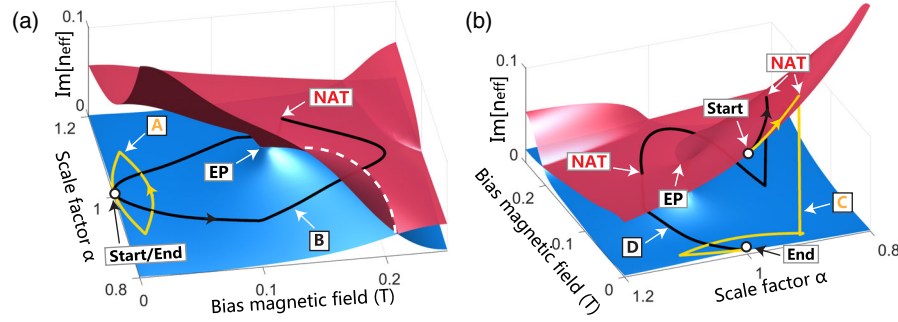 (a)
0.1
Im[neff]
0
1.2
Scale factor α
1
0.8
0
0.1
0.2
Bias magnetic field (T)
A
NAT
EP
B
Start/End
(b)
0.1
Im[neff]
0
0.2
Bias magnetic field (T)
0.1
0
1.2
1
0.8
Scale factor α
NAT
Start
NAT
EP
C
D
End